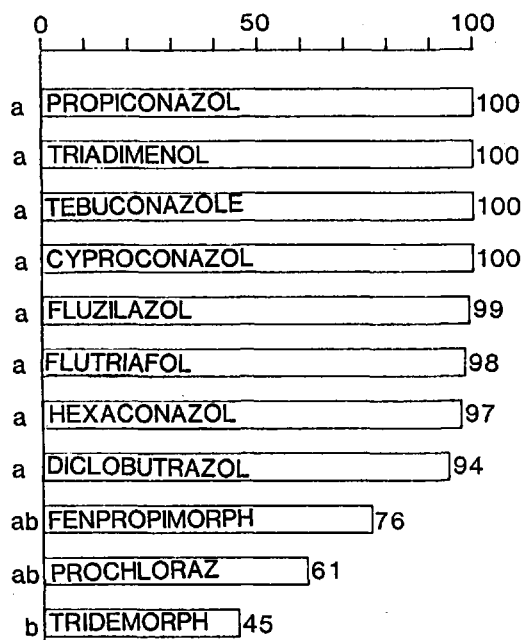 0 50 100
a PROPICONAZOL 100
a TRIADIMENOL 100
a TEBUCONAZOLE 100
a CYPROCONAZOL 100
a FLUZILAZOL 99
a FLUTRIAFOL 98
a HEXACONAZOL 97
a DICLOBUTRAZOL 94
ab FENPROPIMORPH 76
ab PROCHLORAZ 61
b TRIDEMORPH 45